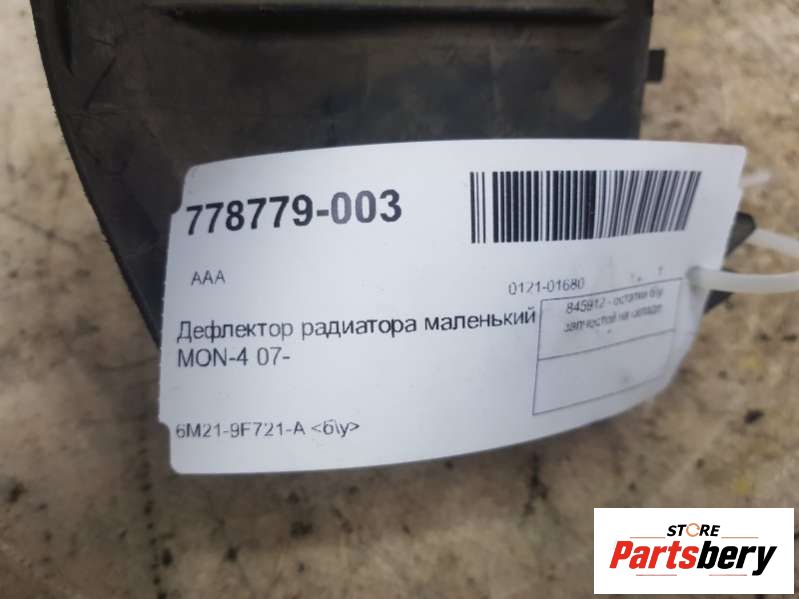 778779-003
AAA
0121-01680
Дефлектор радиатора маленький
MON-4 07-
845912 - остатки б\у
запчастей на складе
6M21-9F721-A <б\у>
STORE
Partsbery